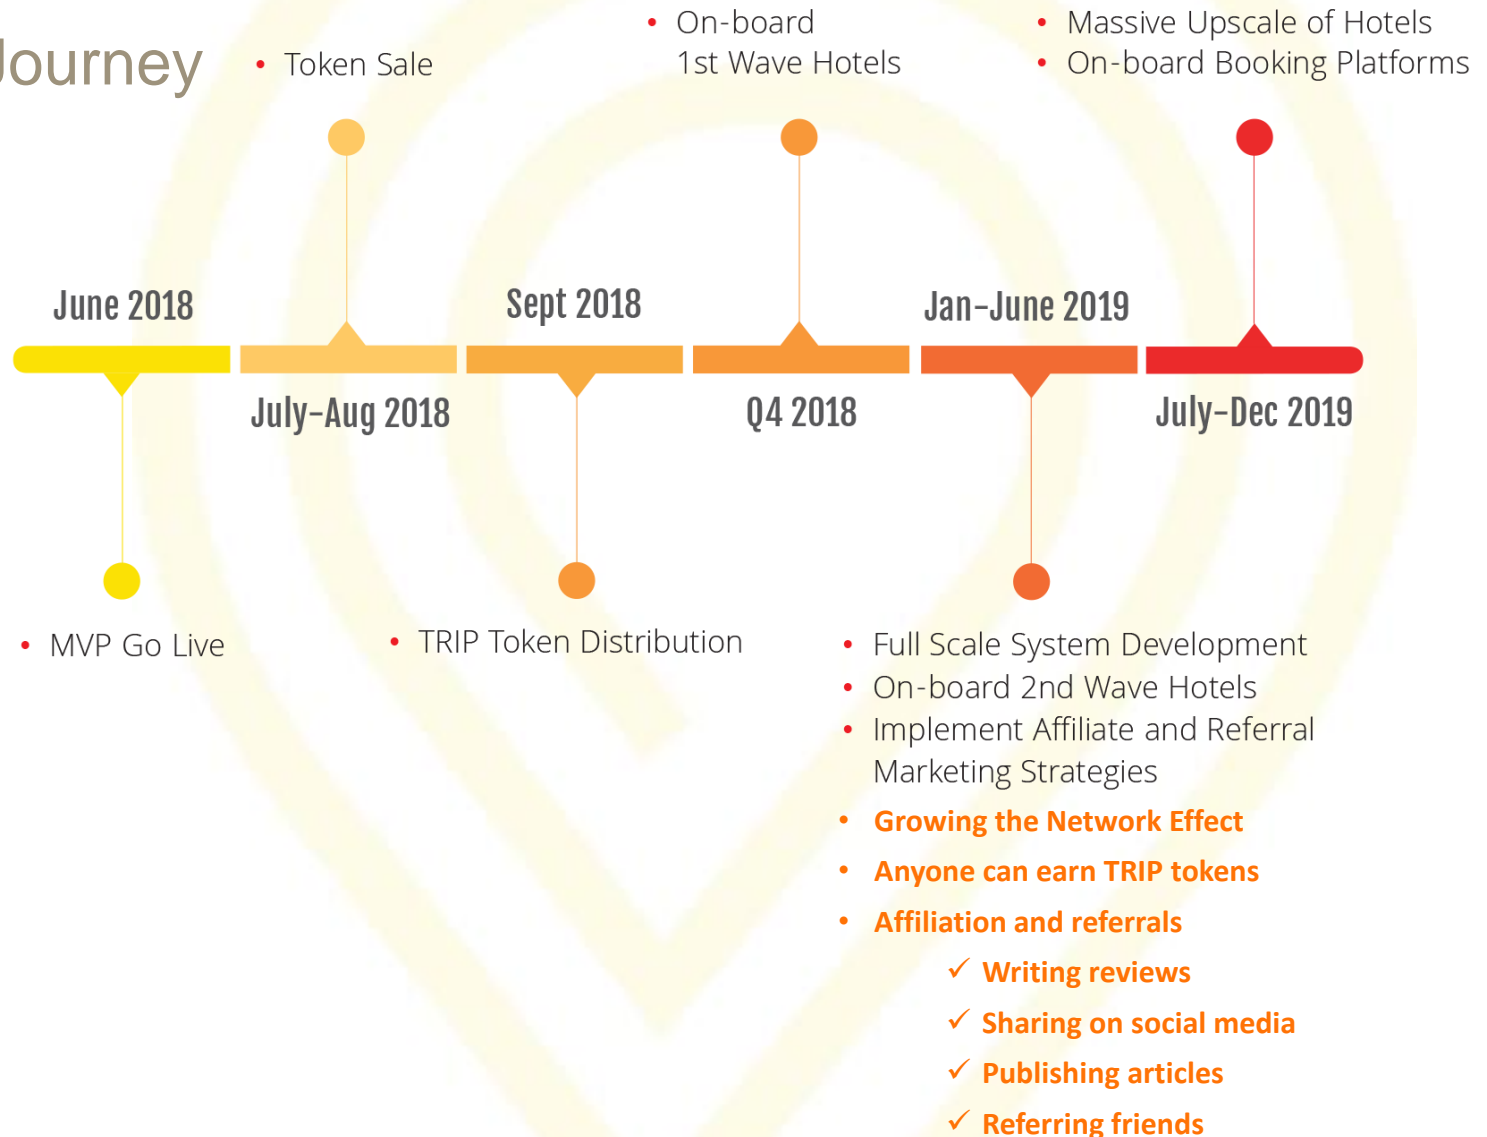 Journey
• Token Sale
• On-board
1st Wave Hotels
• Massive Upscale of Hotels
• On-board Booking Platforms
June 2018
Sept 2018
Jan–June 2019
July–Aug 2018
Q4 2018
July–Dec 2019
• MVP Go Live
• TRIP Token Distribution
• Full Scale System Development
• On-board 2nd Wave Hotels
• Implement Affiliate and Referral
Marketing Strategies
• Growing the Network Effect
• Anyone can earn TRIP tokens
• Affiliation and referrals
✓ Writing reviews
✓ Sharing on social media
✓ Publishing articles
✓ Referring friends